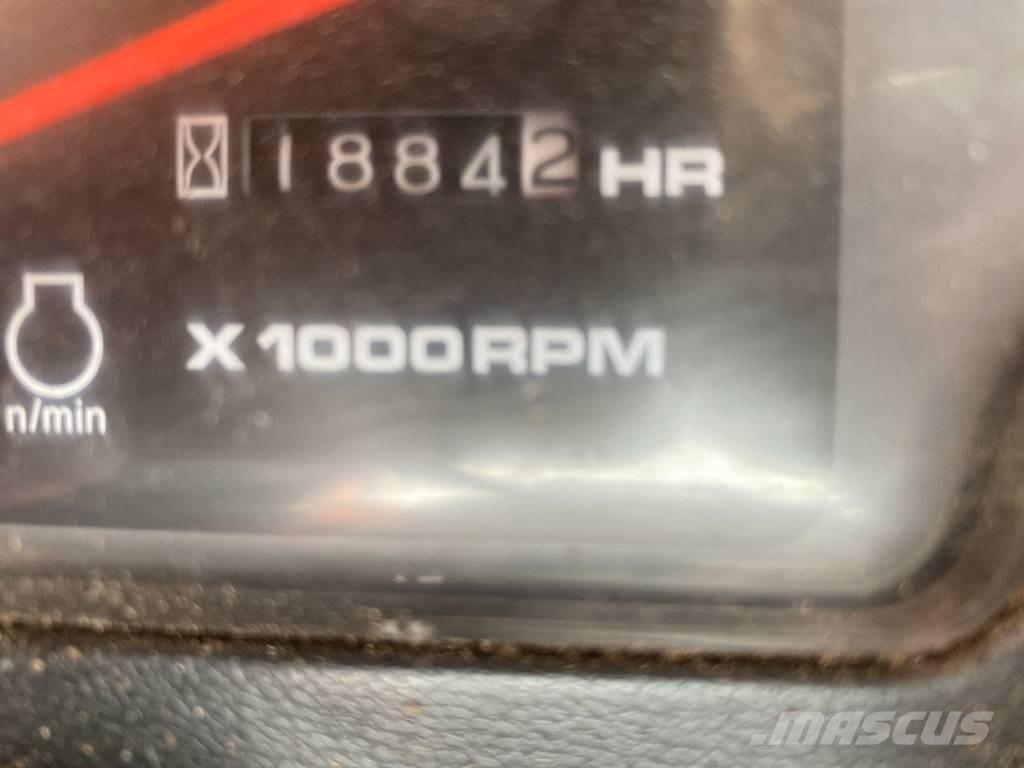 18842 HR
X1000RPM
n/min
MASCUS